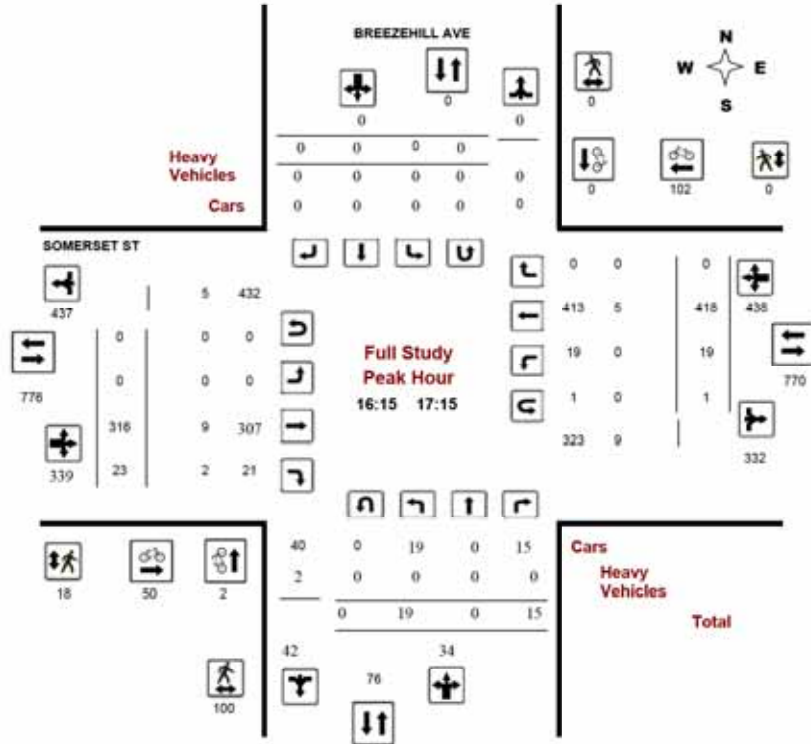 BREEZEHILL AVE
N
W E
S
0
0
0
0 0
0 0 0 0
Heavy
Vehicles
0 0 0 0 0
Cars
0 0 0 0 0
0 102 0
SOMERSET ST
437
5 432
776
0 0 0
0 0 0
316 9 307
339
23 2 21
Full Study
Peak Hour
16:15 17:15
0 0 0
413 5 418 438
19 0 19
770
1 0 1
323 9
332
18 50 2
100
40 0 19 0 15
Cars
2 0 0 0 0
Heavy
Vehicles
0 19 0 15
Total
42 34
76